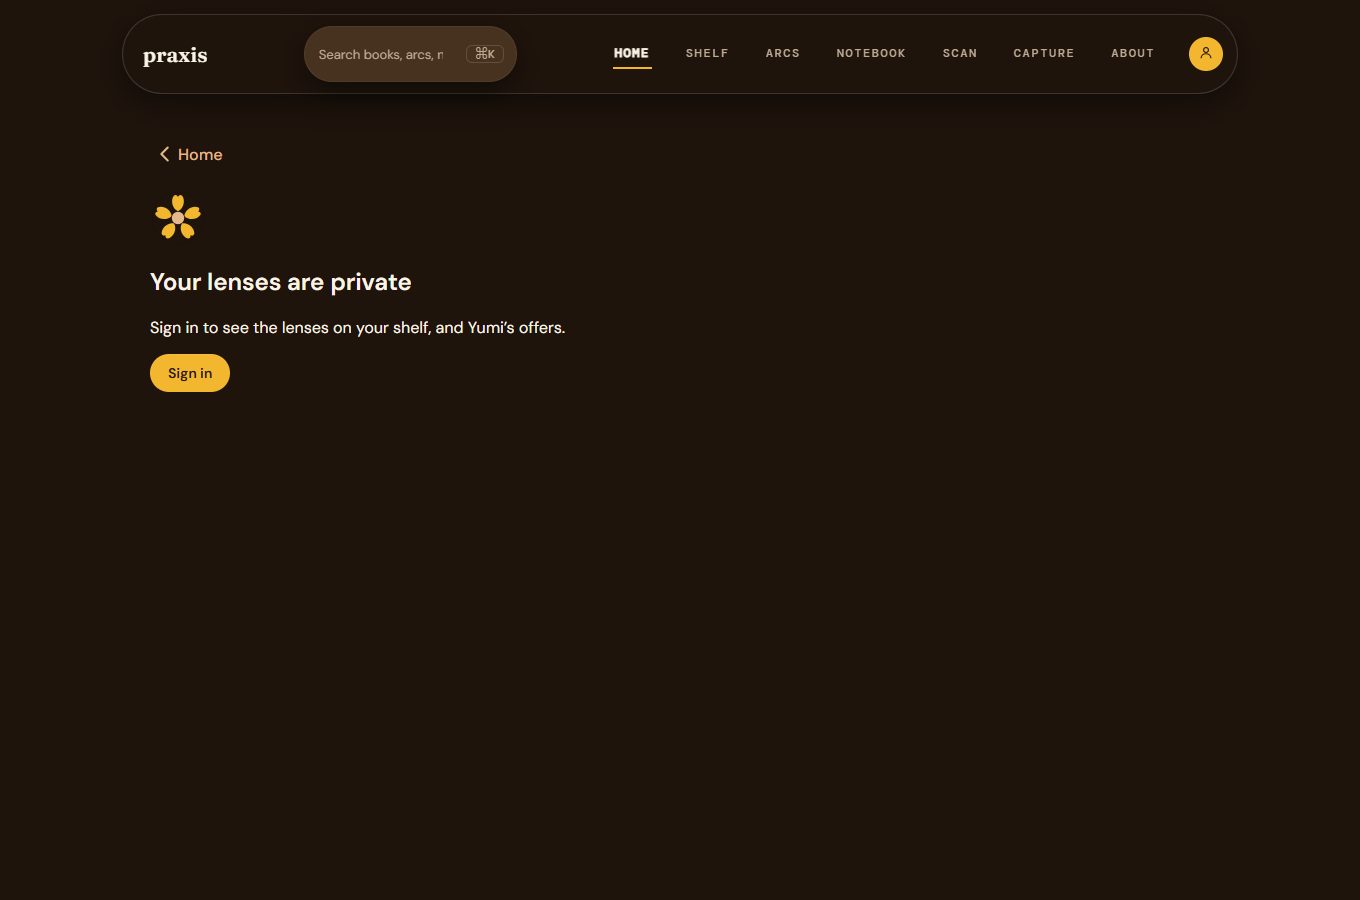 praxis
Search books, arcs, n
⌘K
HOME
SHELF
ARCS
NOTEBOOK
SCAN
CAPTURE
ABOUT
Home
Your lenses are private
Sign in to see the lenses on your shelf, and Yumi’s offers.
Sign in